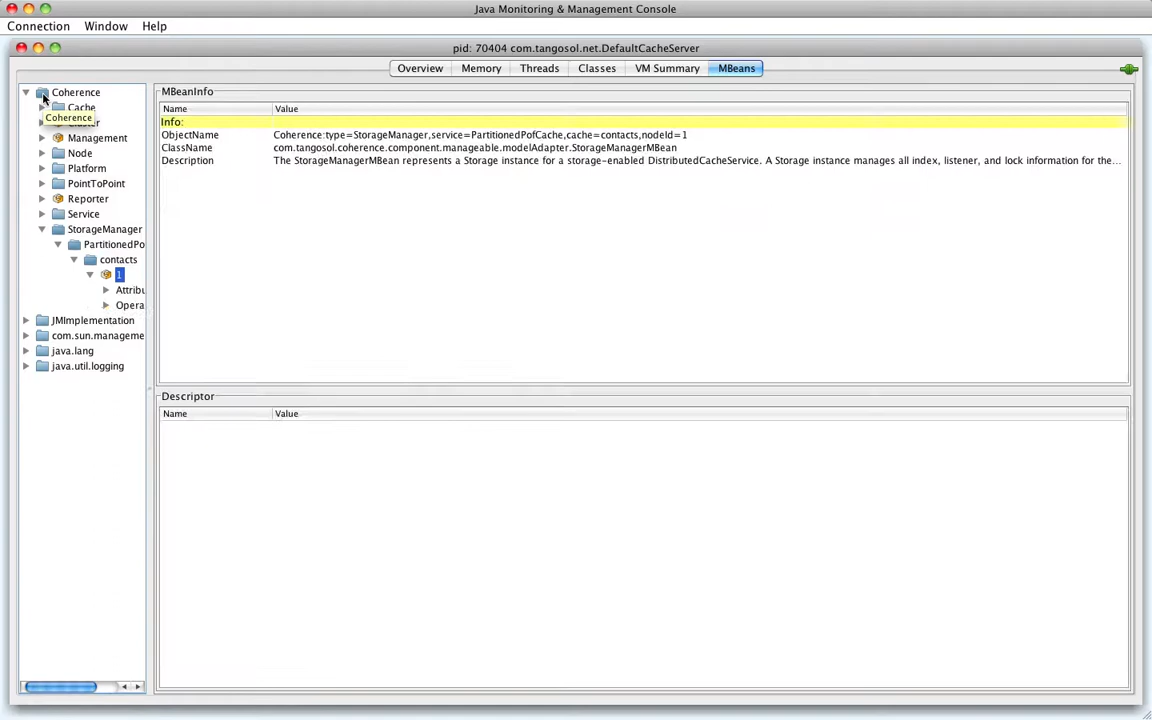 Java Monitoring & Management Console
Connection Window Help
pid: 70404 com.tangosol.net.DefaultCacheServer
Overview Memory Threads Classes VM Summary MBeans
Coherence
Cache
Coherence
Management
Node
Platform
PointToPoint
Reporter
Service
StorageManager
PartitionedPo
contacts
1
Attribu
Opera
JMImplementation
com.sun.manageme
java.lang
java.util.logging
MBeanInfo
Name Value
Info:
ObjectName Coherence:type=StorageManager,service=PartitionedPofCache,cache=contacts,nodeId=1
ClassName com.tangosol.coherence.component.manageable.modelAdapter.StorageManagerMBean
Description The StorageManagerMBean represents a Storage instance for a storage-enabled DistributedCacheService. A Storage instance manages all index, listener, and lock information for the...
Descriptor
Name Value